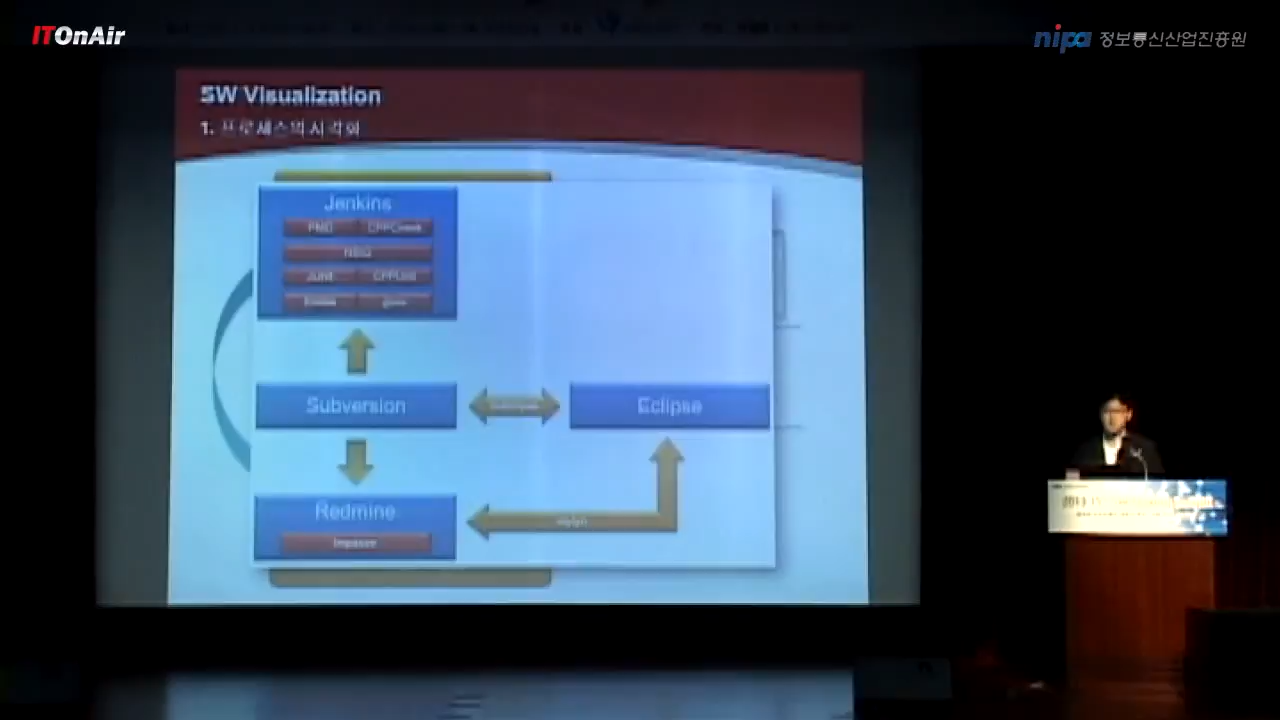 ITOnAir
nipa 정보통신산업진흥원
SW Visualization
1. 프로세스의 시각화
Jenkins
PMD CPPCheck
NSIQ
JUnit CPPUnit
Subversion
Eclipse
Redmine